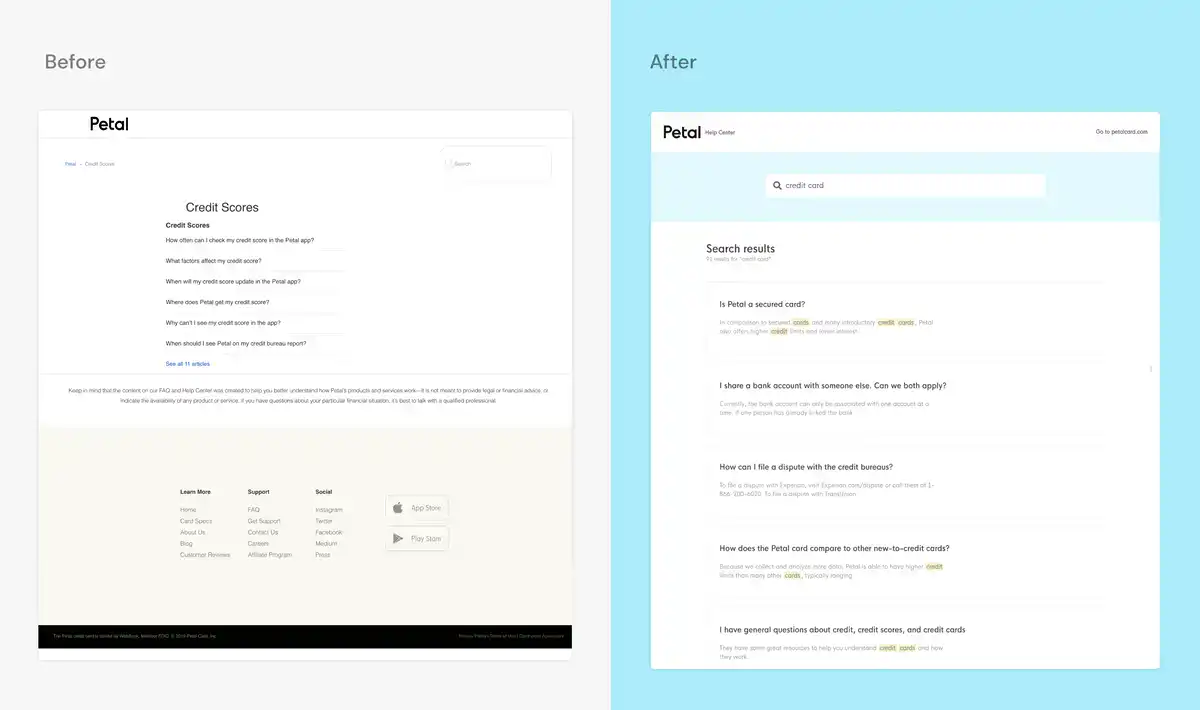 Before
Petal
Petal
Credit Scores
Search
Credit Scores
Credit Scores
How often can I check my credit score in the Petal app?
What factors affect my credit score?
When will my credit score update in the Petal app?
Where does Petal get my credit score?
Why can't I see my credit score in the app?
When should I see Petal on my credit bureau report?
See all 11 articles
Keep in mind that the content on our FAQ and Help Center was created to help you better understand how Petal's products and services work—it is not meant to provide legal or financial advice, or
indicate the availability of any product or service. If you have questions about your particular financial situation, it's best to talk with a qualified professional.
Learn More
Home
Card Specs
About Us
Blog
Customer Reviews
Support
FAQ
Get Support
Contact Us
Careers
Affiliate Program
Social
Instagram
Twitter
Facebook
Medium
Press
App Store
Play Store
The Petal credit card is issued by WebBank, Member FDIC.
After
Petal Help Center
Go to petalcard.com
credit card
Search results
results for "credit card"
Is Petal a secured card?
In comparison to secured cards and many introductory credit cards, Petal
also offers higher credit limits and
I share a bank account with someone else. Can we both apply?
Currently, the bank account can only be associated with one account at a
time. If one person has already linked the bank
How can I file a dispute with the credit bureaus?
To file a dispute with Experian, visit Experian.com/dispute or call them at 1-
To file a dispute with TransUnion
How does the Petal card compare to other new-to-credit cards?
Because we collect and analyze more data, Petal is able to have higher credit
limits than many other cards, typically ranging
I have general questions about credit, credit scores, and credit cards
They have some great resources to help you understand credit cards and how
they work.